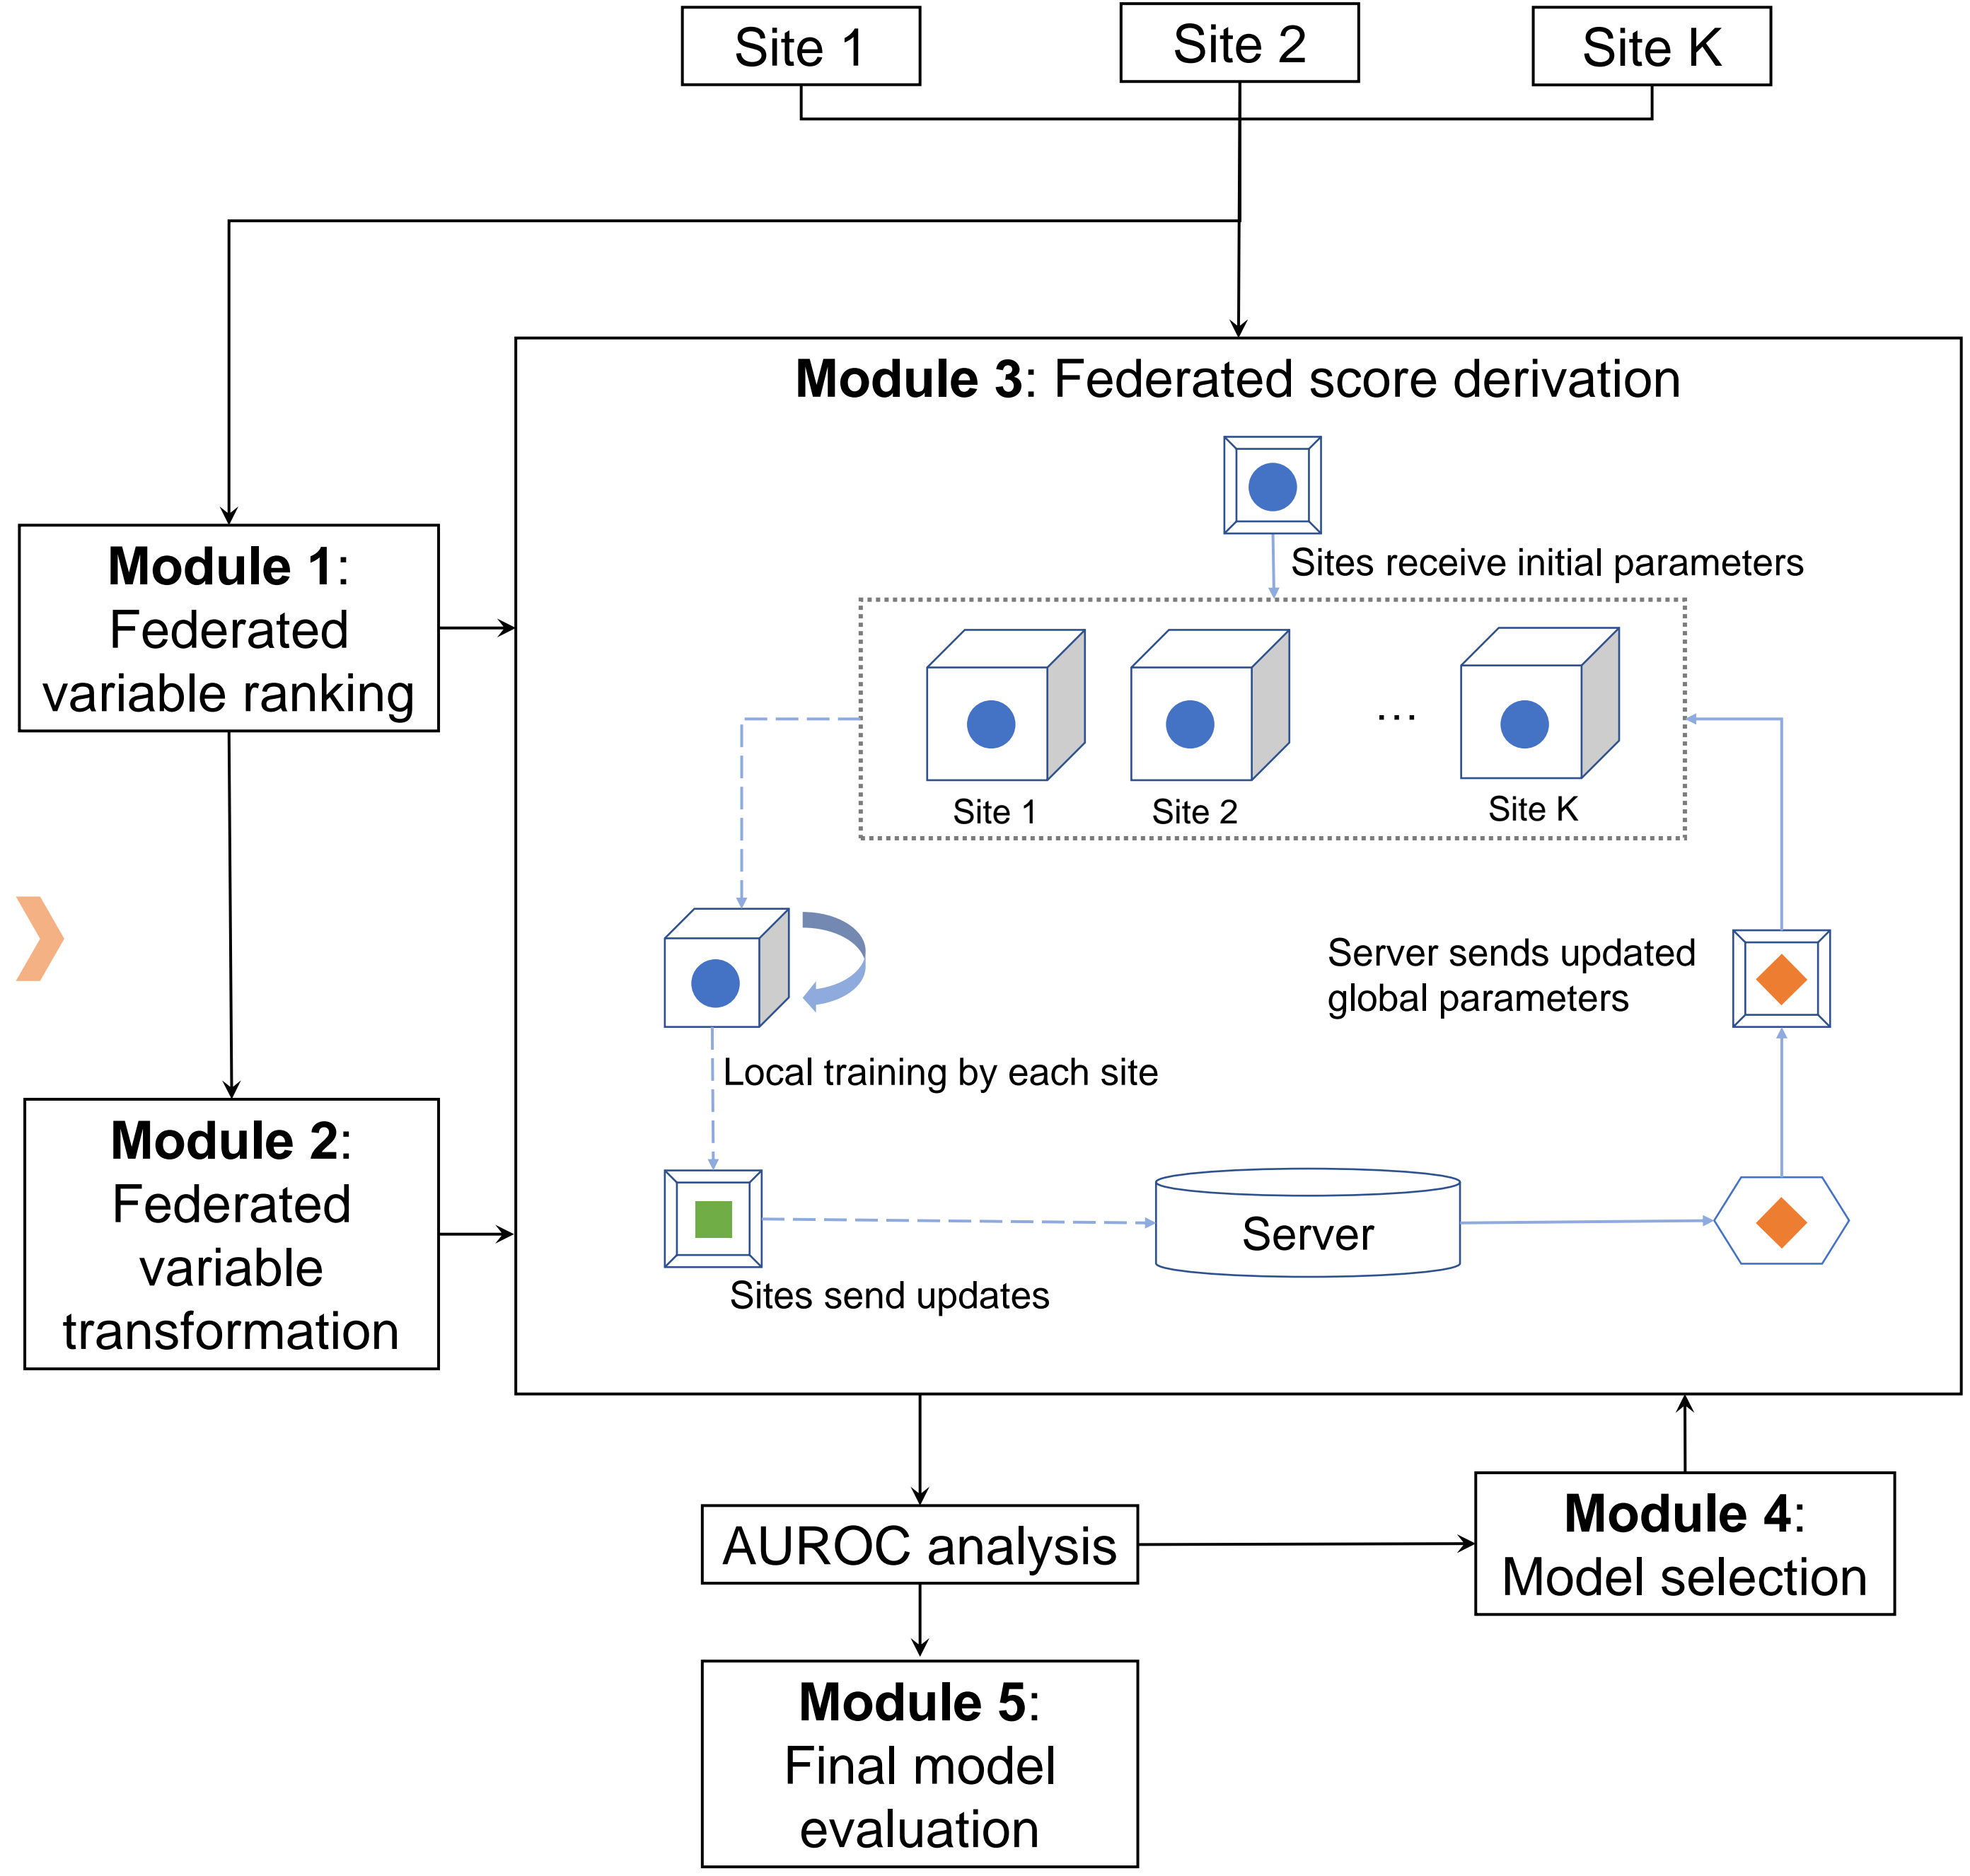 Site 1
Site 2
Site K
Module 3: Federated score derivation
Sites receive initial parameters
Module 1:
Federated
variable ranking
...
Site 1
Site 2
Site K
Server sends updated
global parameters
Local training by each site
Module 2:
Federated
variable
transformation
Server
Sites send updates
AUROC analysis
Module 4:
Model selection
Module 5:
Final model
evaluation